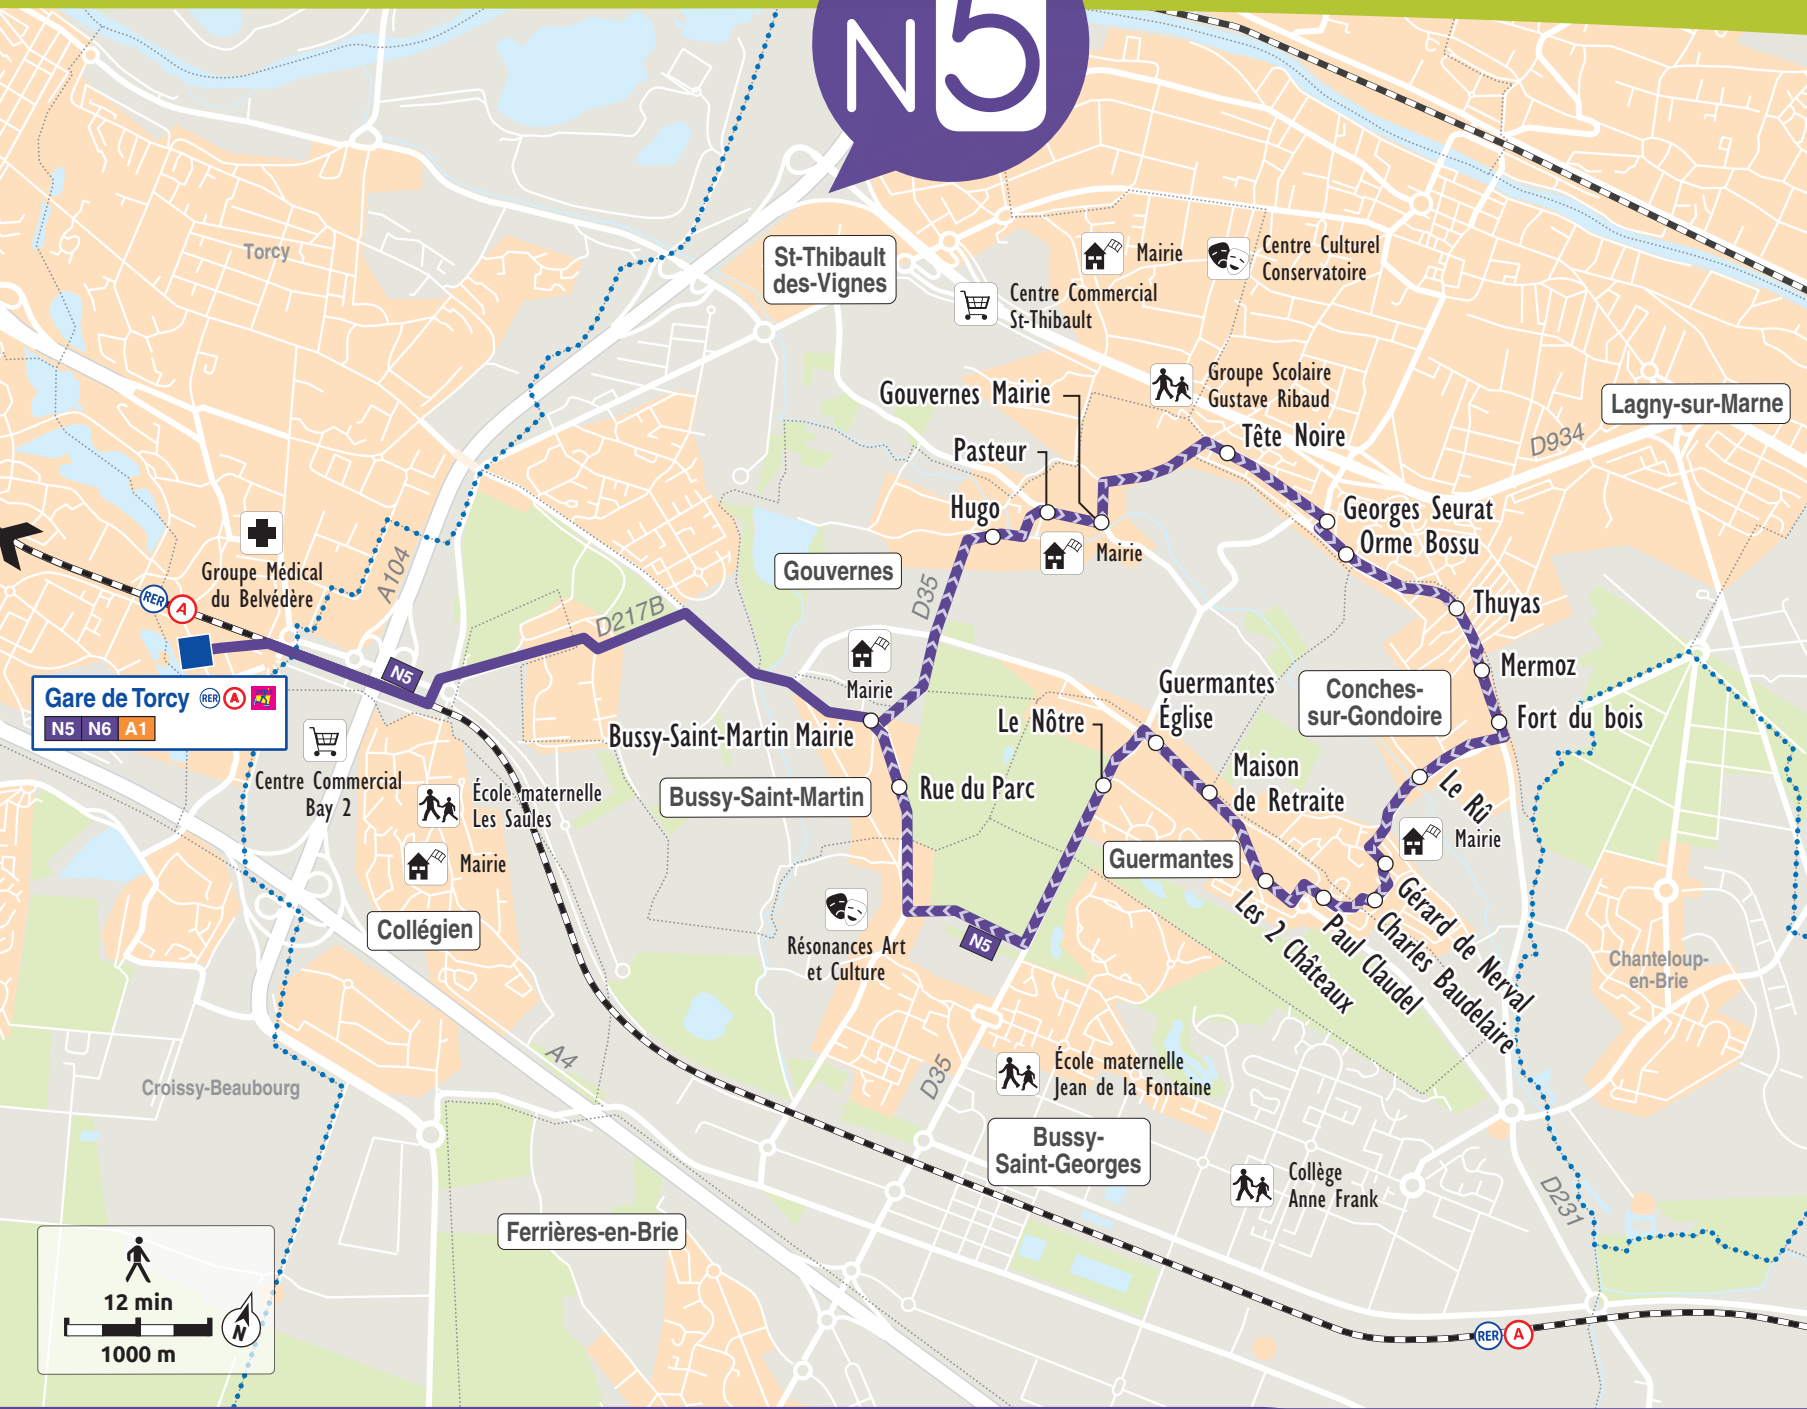 N5
Torcy
St-Thibault
des-Vignes
Mairie
Centre Culturel
Conservatoire
Centre Commercial
St-Thibault
Groupe Scolaire
Gustave Ribaud
Gouvernes Mairie
Lagny-sur-Marne
D934
Tête Noire
Pasteur
Hugo
Georges Seurat
Orme Bossu
Mairie
Gouvernes
Groupe Médical
du Belvédère
A104
RER A
D217B
D35
Thuyas
Mermoz
N5
Mairie
Gare de Torcy RER A
N5 N6 A1
Guermantes
Église
Conches-
sur-Gondoire
Fort du bois
Le Nôtre
Bussy-Saint-Martin Mairie
Centre Commercial
Bay 2
École maternelle
Les Saules
Bussy-Saint-Martin
Rue du Parc
Maison
de Retraite
Le Rû
Mairie
Mairie
Guermantes
Collégien
N5
Résonances Art
et Culture
Les 2 Châteaux
Paul Claudel
Charles Baudelaire
Gérard de Nerval
Chanteloup-
en-Brie
A4
Croissy-Beaubourg
D35
École maternelle
Jean de la Fontaine
Bussy-
Saint-Georges
Collège
Anne Frank
D231
Ferrières-en-Brie
12 min
1000 m
N
RER A